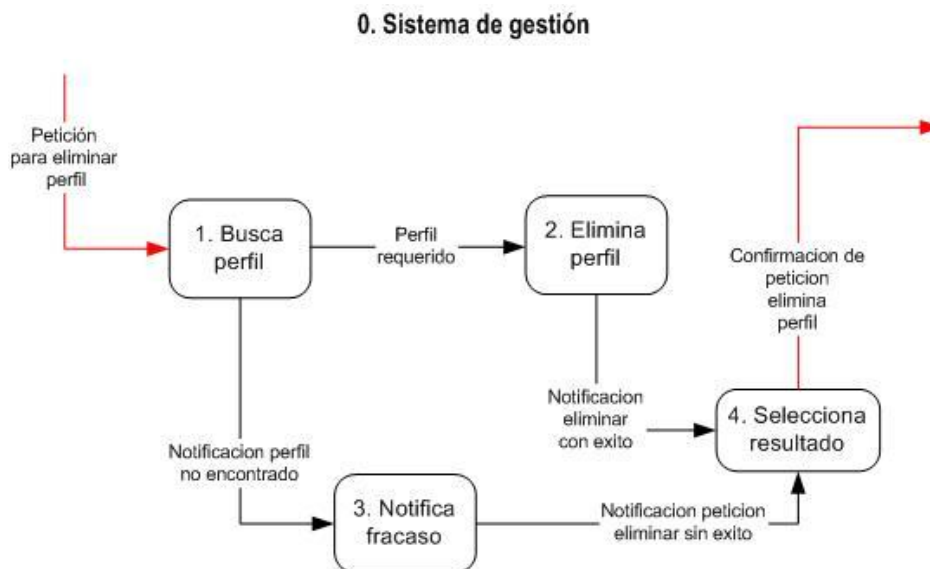 0. Sistema de gestión
Petición
para eliminar
perfil
1. Busca
perfil
Perfil
requerido
2. Elimina
perfil
Confirmacion de
peticion
elimina
perfil
Notificacion
eliminar
con exito
4. Selecciona
resultado
Notificacion perfil
no encontrado
3. Notifica
fracaso
Notificacion peticion
eliminar sin exito